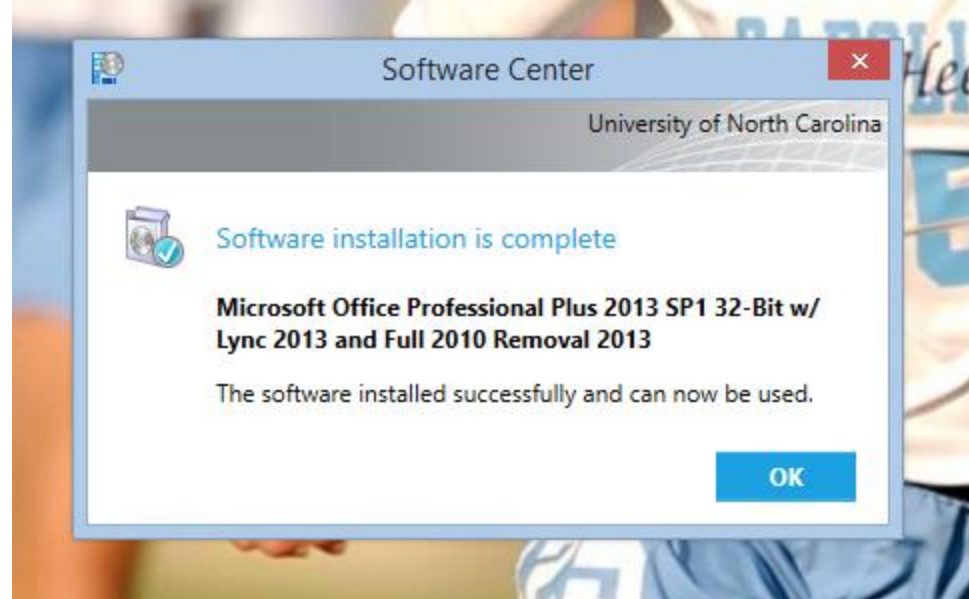 Software Center
University of North Carolina
Software installation is complete
Microsoft Office Professional Plus 2013 SP1 32-Bit w/
Lync 2013 and Full 2010 Removal 2013
The software installed successfully and can now be used.
OK